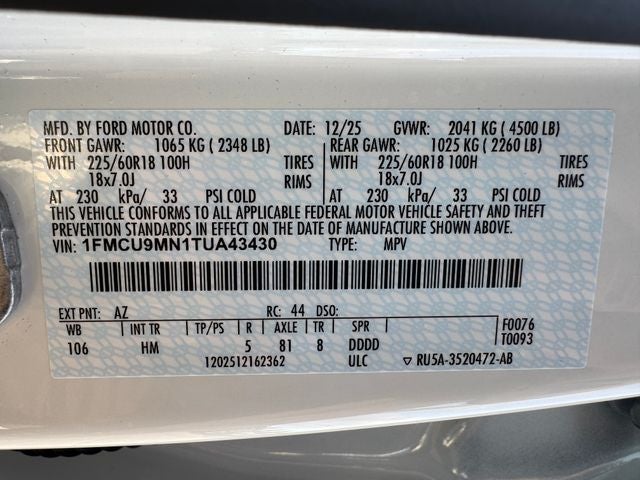 MFD. BY FORD MOTOR CO. DATE: 12/25 GVWR: 2041 KG ( 4500 LB)
FRONT GAWR: 1065 KG ( 2348 LB) REAR GAWR: 1025 KG ( 2260 LB)
WITH 225/60R18 100H TIRES WITH 225/60R18 100H TIRES
18x7.0J RIMS 18x7.0J RIMS
AT 230 kPa/ 33 PSI COLD AT 230 kPa/ 33 PSI COLD
THIS VEHICLE CONFORMS TO ALL APPLICABLE FEDERAL MOTOR VEHICLE SAFETY AND THEFT
PREVENTION STANDARDS IN EFFECT ON THE DATE OF MANUFACTURE SHOWN ABOVE.
VIN: 1FMCU9MN1TUA43430 TYPE: MPV
EXT PNT: AZ RC: 44 DSO:
WB INT TR TP/PS R AXLE TR SPR F0076
106 HM 5 81 8 DDDD T0093
1202512162362 ULC ▽ RU5A-3520472-AB